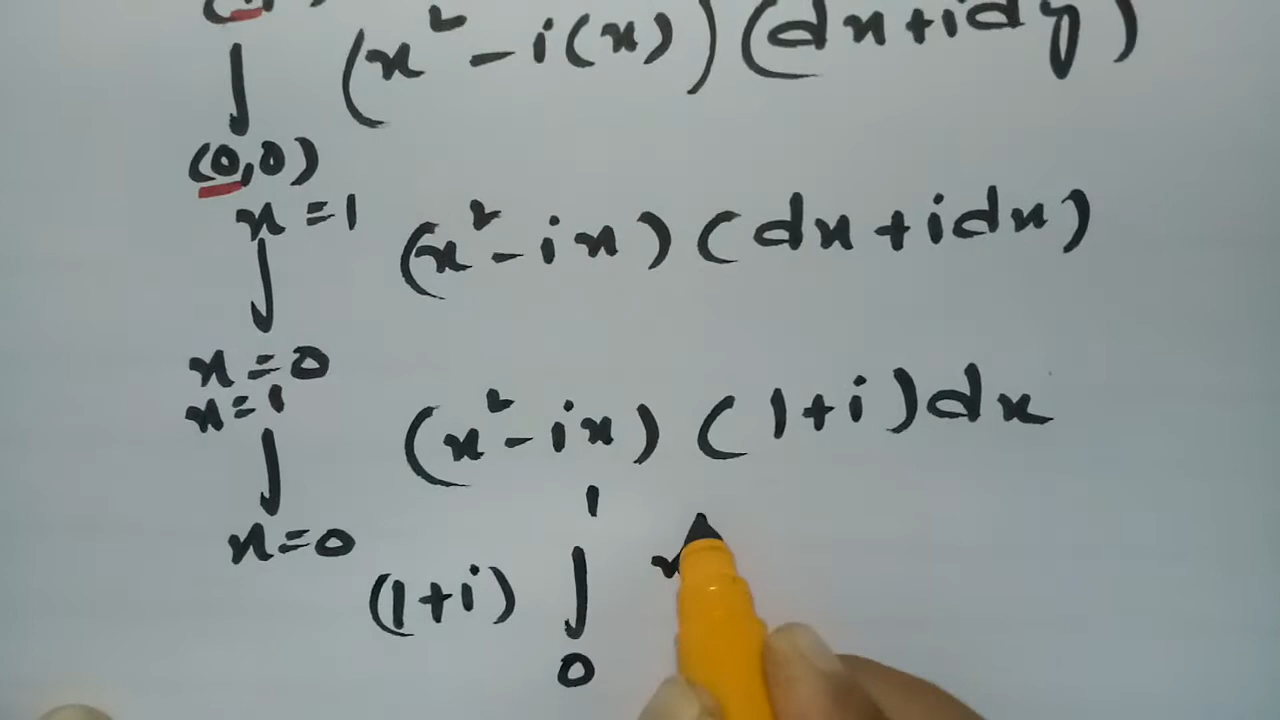 ∫ (x² - i(x)) (dx + idy)
(0,0)
x = 1
∫ (x² - ix) (dx + idx)
x = 0
x = 1
∫ (x² - ix) (1 + i) dx
x = 0
1
(1 + i) ∫
0